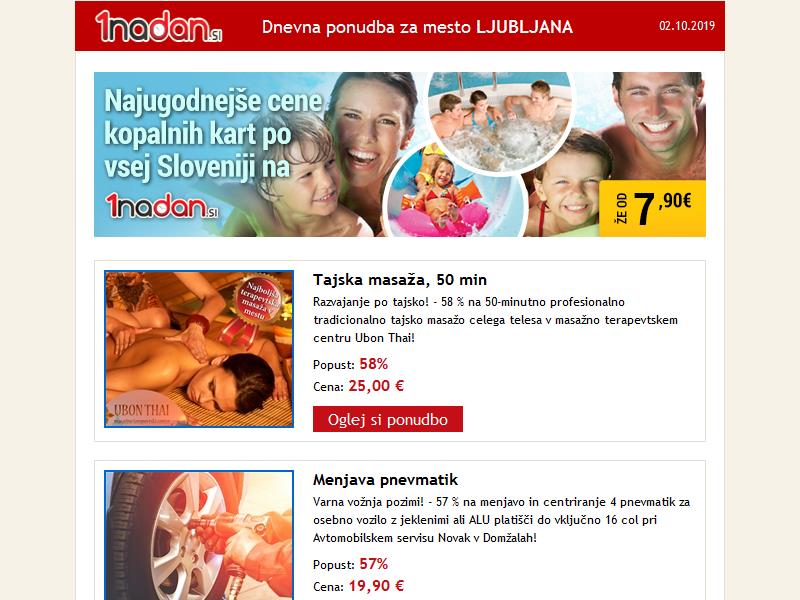 1nadan.SI
Dnevna ponudba za mesto LJUBLJANA
02.10.2019
Najugodnejše cene
kopalnih kart po
vsej Sloveniji na
1nadan.SI
ŽE OD 7,90€
Najboljša
terapevtska
masaža v
mestu
UBON THAI
Tajska masaža, 50 min
Razvajanje po tajsko! - 58 % na 50-minutno profesionalno
tradicionalno tajsko masažo celega telesa v masažno terapevtskem
centru Ubon Thai!
Popust: 58%
Cena: 25,00 €
Oglej si ponudbo
Menjava pnevmatik
Varna vožnja pozimi! - 57 % na menjavo in centriranje 4 pnevmatik za
osebno vozilo z jeklenimi ali ALU platišči do vključno 16 col pri
Avtomobilskem servisu Novak v Domžalah!
Popust: 57%
Cena: 19,90 €